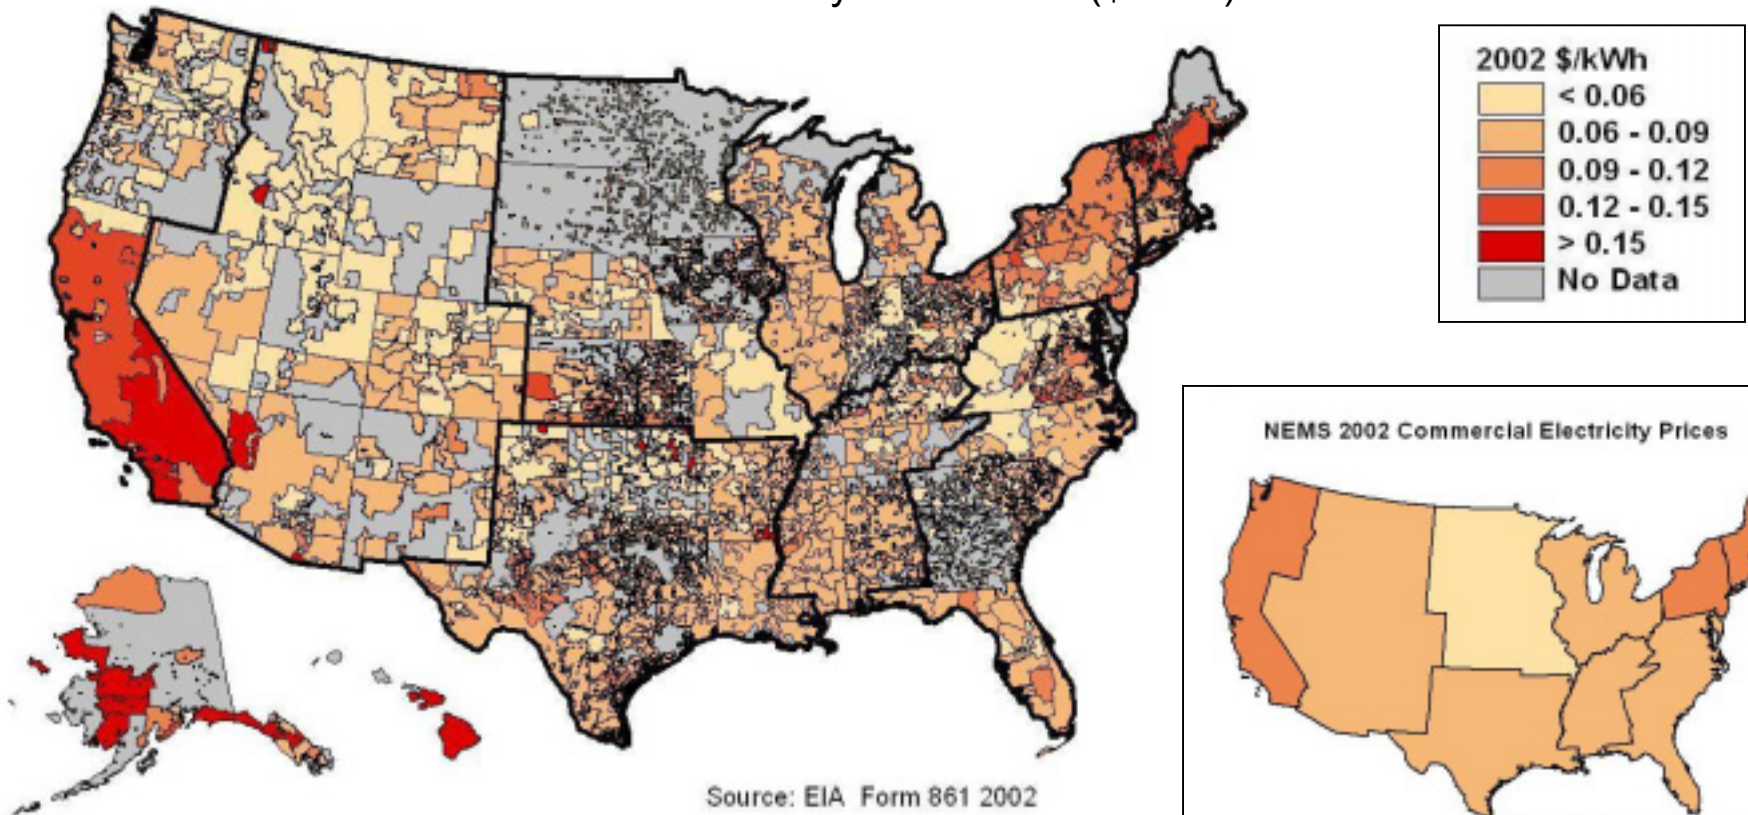 2002 $/kWh
< 0.06
0.06 - 0.09
0.09 - 0.12
0.12 - 0.15
> 0.15
No Data
NEMS 2002 Commercial Electricity Prices
Source: EIA Form 861 2002